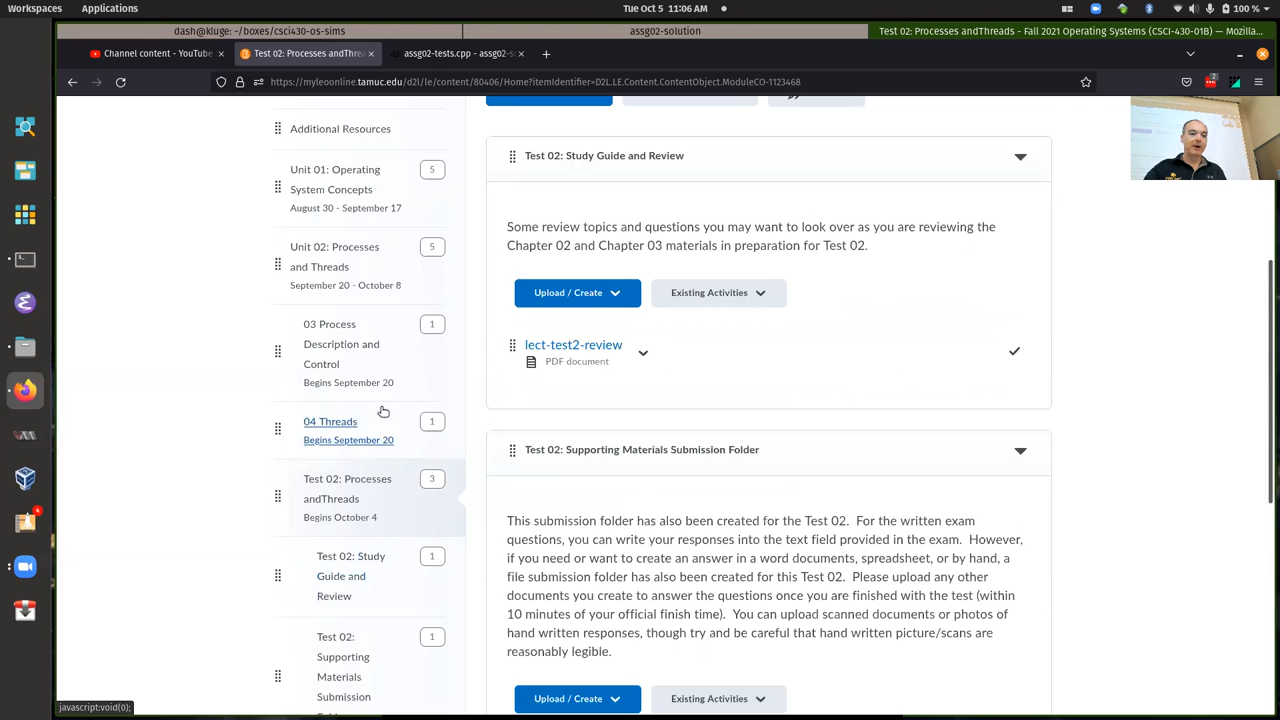 Workspaces Applications Tue Oct 5 11:06 AM 100 %
dash@kluge: ~/boxes/csci430-os-sims assg02-solution Test 02: Processes andThreads - Fall 2021 Operating Systems (CSCI-430-01B) — Mozilla...
Channel content - YouTube Test 02: Processes andThrea assg02-tests.cpp - assg02-s
https://myleoonline.tamuc.edu/d2l/le/content/80406/Home?itemIdentifier=D2L.LE.Content.ContentObject.ModuleCO-1123468
Additional Resources
Unit 01: Operating
System Concepts
August 30 - September 17
5
Unit 02: Processes
and Threads
September 20 - October 8
5
03 Process
Description and
Control
Begins September 20
1
04 Threads
Begins September 20
1
Test 02: Processes
andThreads
Begins October 4
3
Test 02: Study
Guide and
Review
1
Test 02:
Supporting
Materials
Submission
1
Test 02: Study Guide and Review
Some review topics and questions you may want to look over as you are reviewing the
Chapter 02 and Chapter 03 materials in preparation for Test 02.
Upload / Create Existing Activities
lect-test2-review
PDF document
Test 02: Supporting Materials Submission Folder
This submission folder has also been created for the Test 02. For the written exam
questions, you can write your responses into the text field provided in the exam. However,
if you need or want to create an answer in a word documents, spreadsheet, or by hand, a
file submission folder has also been created for this Test 02. Please upload any other
documents you create to answer the questions once you are finished with the test (within
10 minutes of your official finish time). You can upload scanned documents or photos of
hand written responses, though try and be careful that hand written picture/scans are
reasonably legible.
Upload / Create Existing Activities
javascript:void(0);